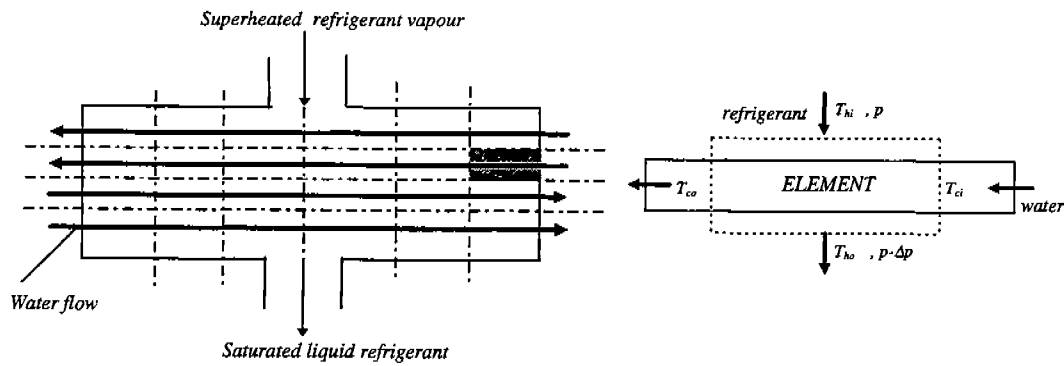 Superheated refrigerant vapour
refrigerant
T_hi , p
ELEMENT
T_co
T_ci
water
T_ho , p-Δp
Water flow
Saturated liquid refrigerant